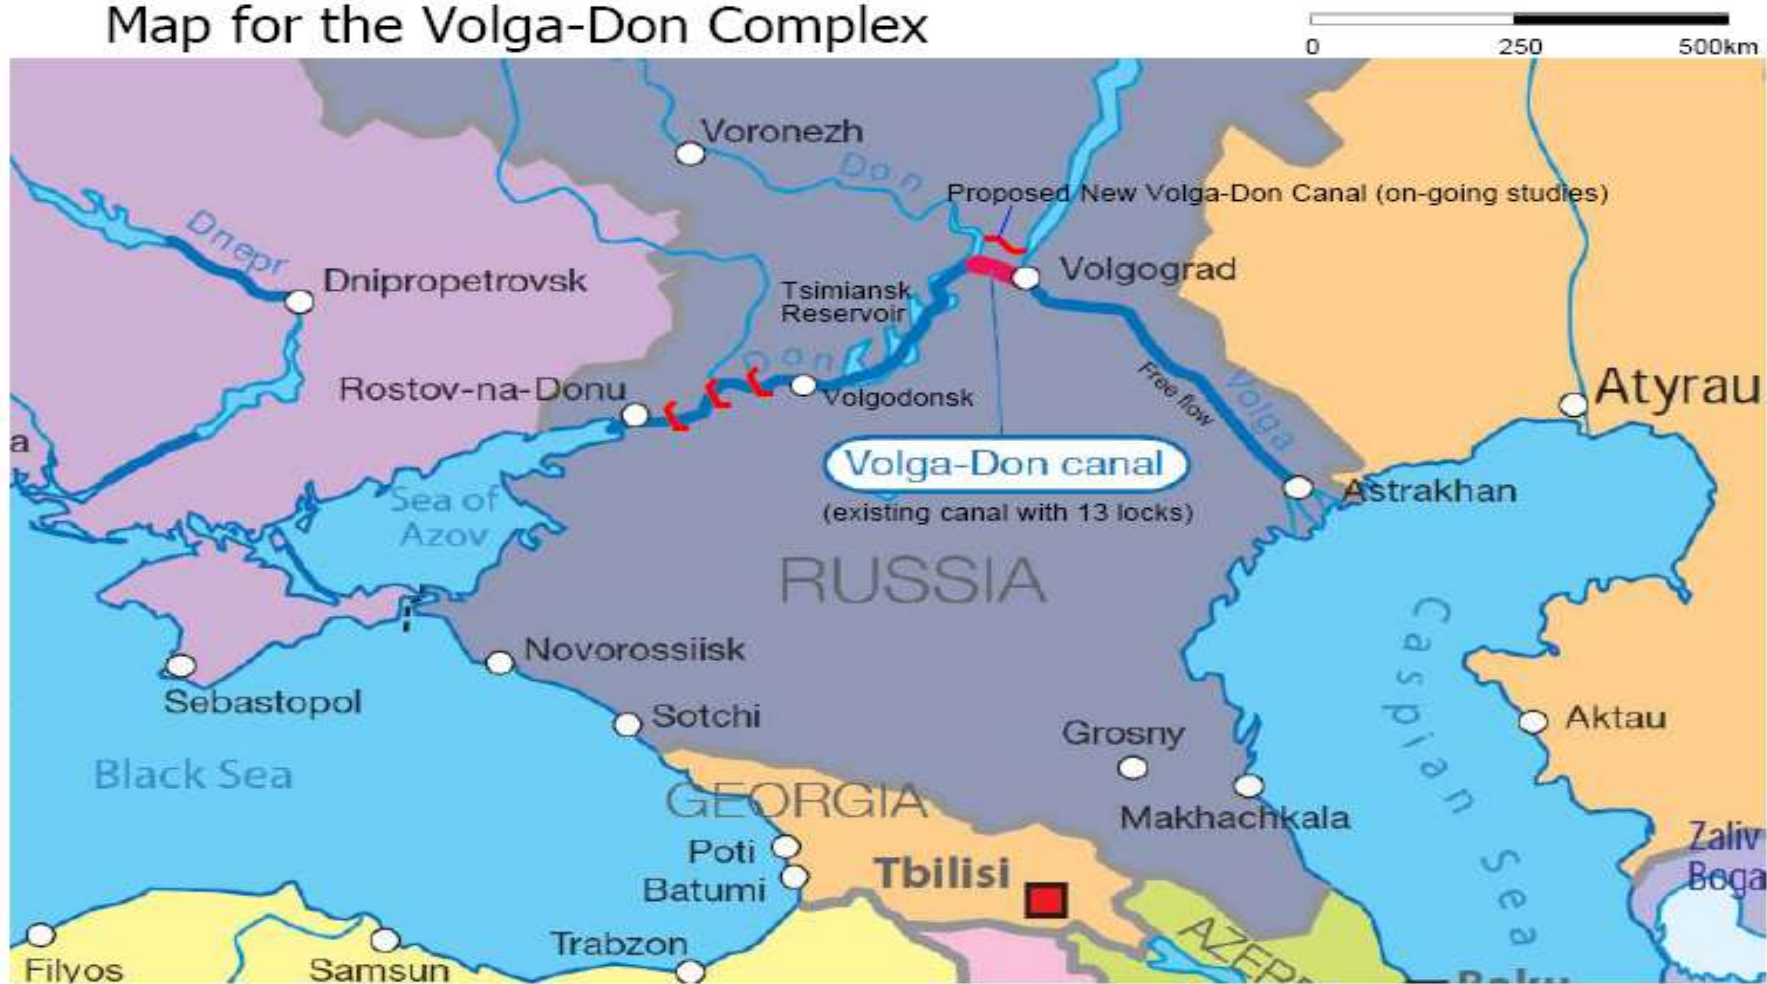 Map for the Volga-Don Complex
0 250 500km
Voronezh
Don
Proposed New Volga-Don Canal (on-going studies)
Dnepr
Dnipropetrovsk
Volgograd
Tsimiansk
Reservoir
Don
Rostov-na-Donu
Volgodonsk
Free flow
Volga
Atyrau
a
Volga-Don canal
(existing canal with 13 locks)
Astrakhan
Sea of
Azov
RUSSIA
Caspian Sea
Novorossiisk
Sebastopol
Sotchi
Grosny
Aktau
Black Sea
GEORGIA
Makhachkala
Poti
Tbilisi
Batumi
Zaliv
Boga
Trabzon
Filyos
Samsun